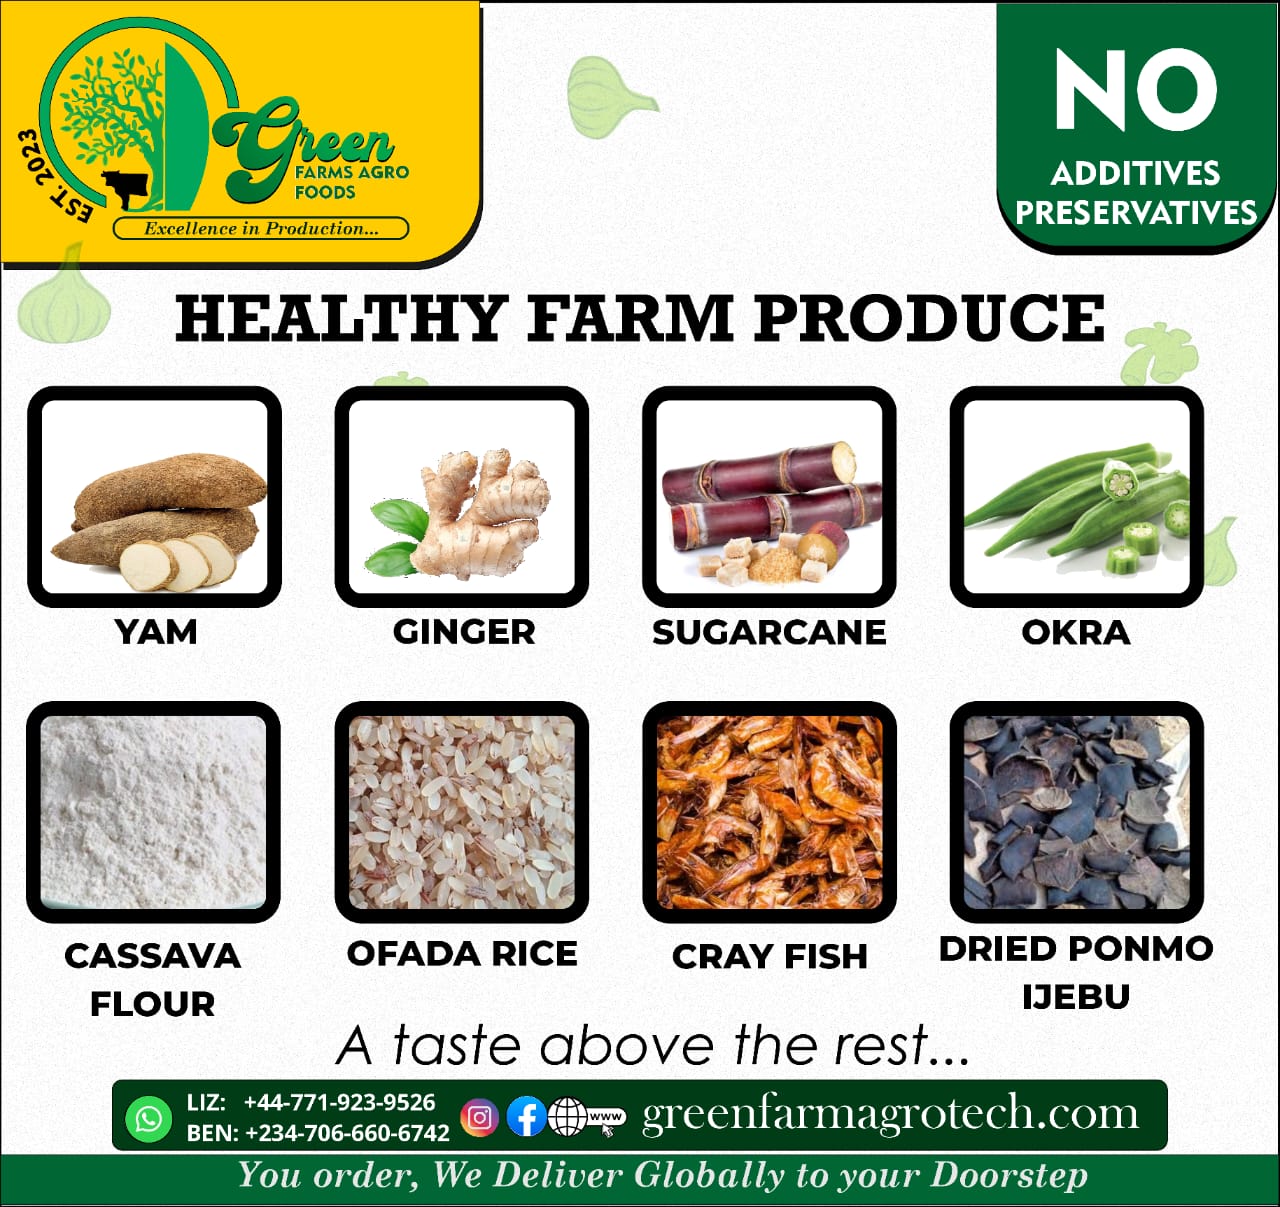 EST. 2023
Green
FARMS AGRO
FOODS
Excellence in Production...
NO
ADDITIVES
PRESERVATIVES
HEALTHY FARM PRODUCE
YAM
GINGER
SUGARCANE
OKRA
CASSAVA
FLOUR
OFADA RICE
CRAY FISH
DRIED PONMO
IJEBU
A taste above the rest...
LIZ: +44-771-923-9526
BEN: +234-706-660-6742
www
greenfarmagrotech.com
You order, We Deliver Globally to your Doorstep